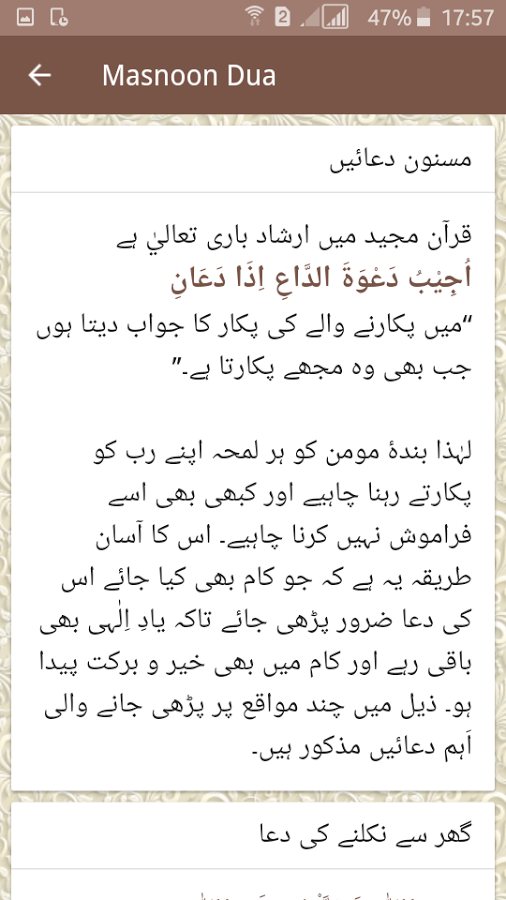 47% 17:57
Masnoon Dua
مسنون دعائیں
قرآن مجید میں ارشاد باری تعاليٰ ہے
اُجِیْبُ دَعْوَۃَ الدَّاعِ اِذَا دَعَانِ
“میں پکارنے والے کی پکار کا جواب دیتا ہوں
جب بھی وہ مجھے پکارتا ہے۔”
لہٰذا بندۂ مومن کو ہر لمحہ اپنے رب کو
پکارتے رہنا چاہیے اور کبھی بھی اسے
فراموش نہیں کرنا چاہیے۔ اس کا آسان
طریقہ یہ ہے کہ جو کام بھی کیا جائے اس
کی دعا ضرور پڑھی جائے تاکہ یادِ اِلٰہی بھی
باقی رہے اور کام میں بھی خیر و برکت پیدا
ہو۔ ذیل میں چند مواقع پر پڑھی جانے والی
اَہم دعائیں مذکور ہیں۔
گھر سے نکلنے کی دعا